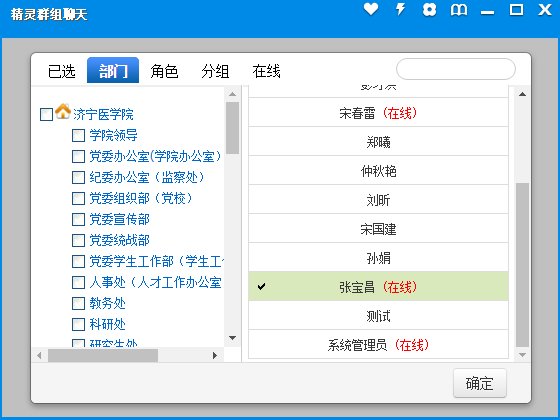 精灵群组聊天
已选 部门 角色 分组 在线
济宁医学院
学院领导
党委办公室(学院办公室)
纪委办公室（监察处）
党委组织部（党校）
党委宣传部
党委统战部
党委学生工作部（学生工作
人事处（人才工作办公室
教务处
科研处
研究生处
宋春雷（在线）
郑曦
仲秋艳
刘昕
宋国建
孙娟
张宝昌（在线）
测试
系统管理员（在线）
确定